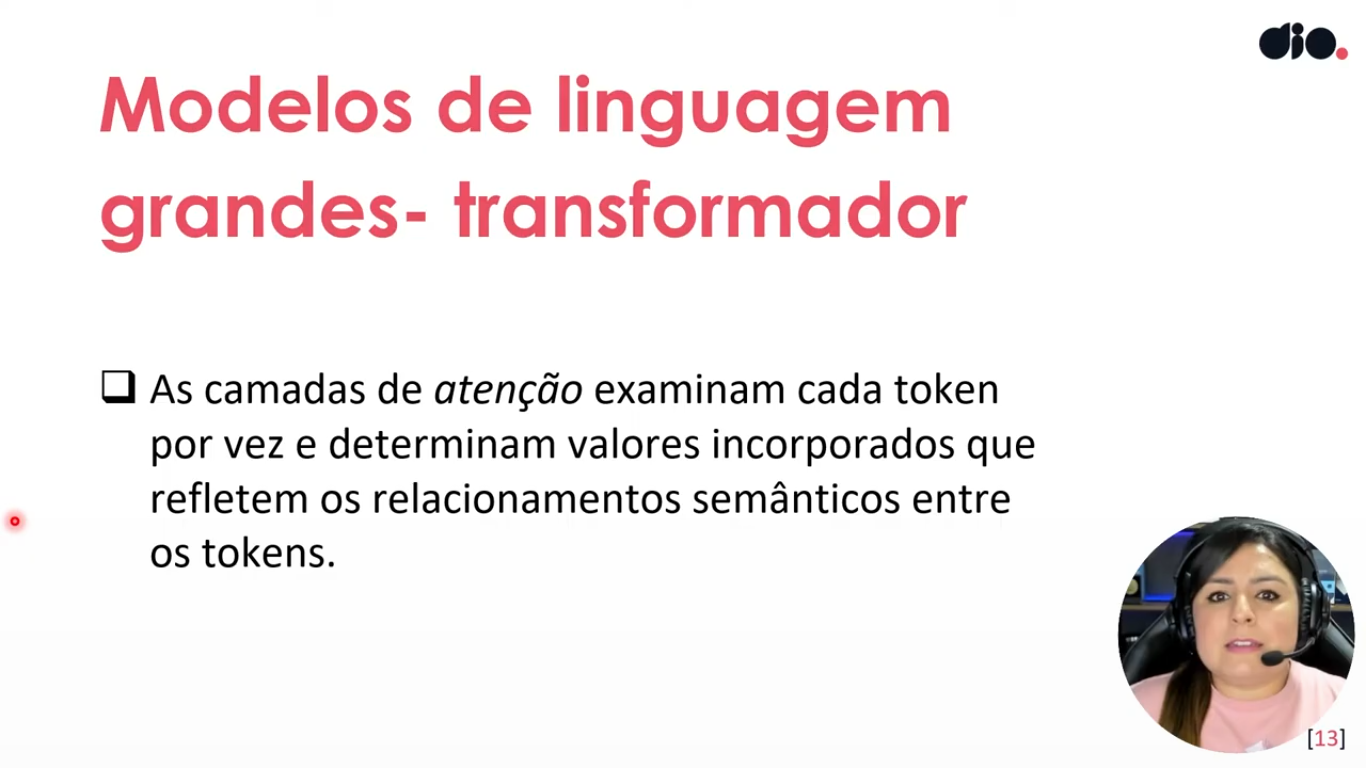 dio.
Modelos de linguagem
grandes- transformador
❑ As camadas de atenção examinam cada token
por vez e determinam valores incorporados que
refletem os relacionamentos semânticos entre
os tokens.
[13]